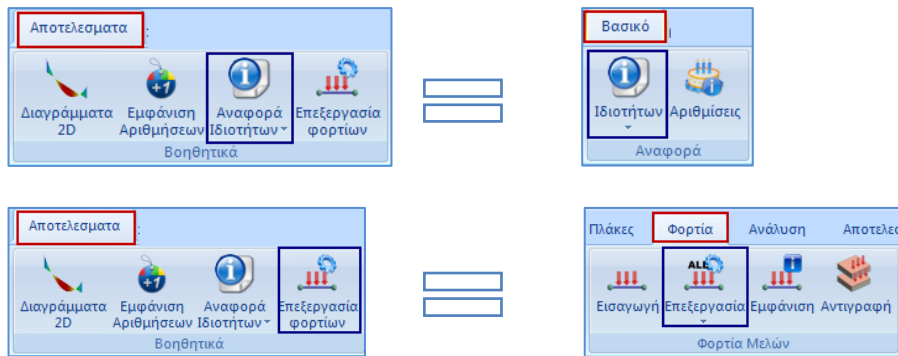 Αποτελεσματα
Διαγράμματα 2D
Εμφάνιση Αριθμήσεων
Αναφορά Ιδιοτήτων
Επεξεργασία φορτίων
Βοηθητικά
Βασικό
Ιδιοτήτων
Αριθμίσεις
Αναφορά
Αποτελεσματα
Διαγράμματα 2D
Εμφάνιση Αριθμήσεων
Αναφορά Ιδιοτήτων
Επεξεργασία φορτίων
Βοηθητικά
Πλάκες Φορτία Ανάλυση Αποτελες
ALL
Εισαγωγή Επεξεργασία Εμφάνιση Αντιγραφή
Φορτία Μελών